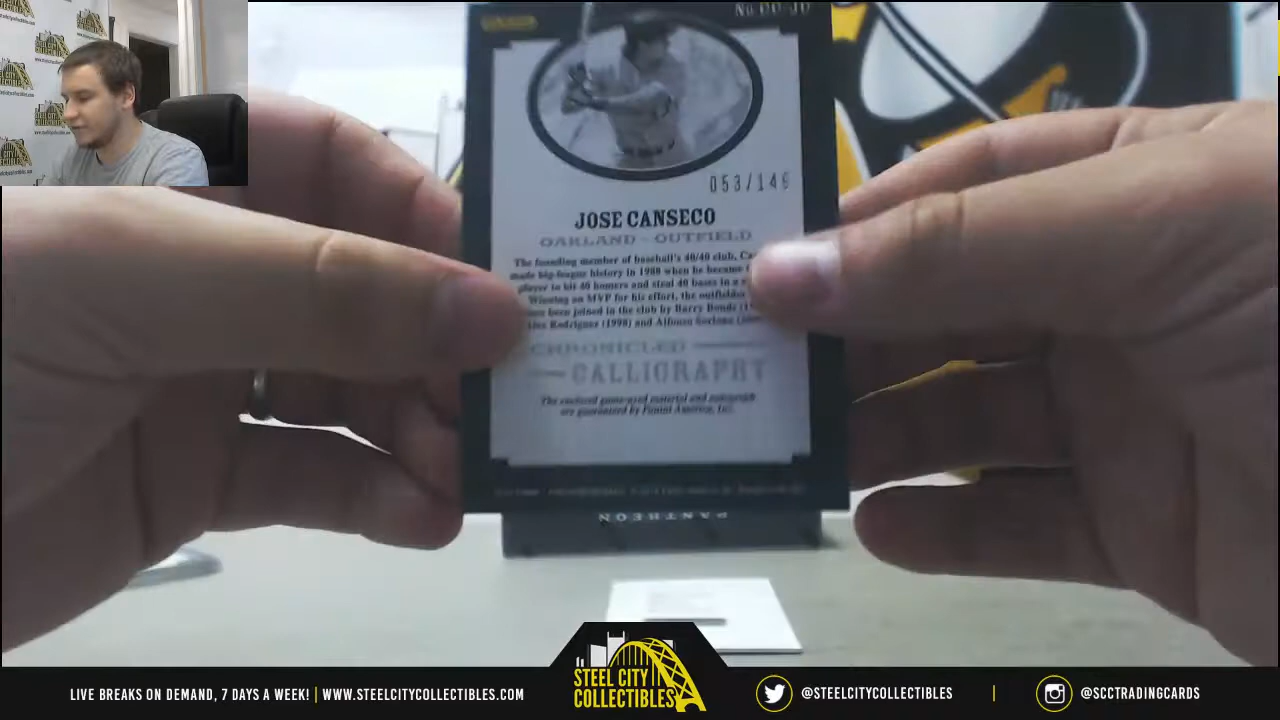 JOSE CANSECO
OAKLAND - OUTFIELD
The founding member of baseball's 40/40 club,
made big-league history in 1988 when he became
player to hit 40 homers and steal 40 bases in a
Winning an MVP for his effort, the outfielder
been joined in the club by Barry Bonds
Rodriguez (1998) and Alfonso Soriano
CHRONICLED
CALLIGRAPHY
The enclosed game-used material and autograph
are guaranteed by Panini America, Inc.
PANTHEON
STEEL CITY
COLLECTIBLES
LIVE BREAKS ON DEMAND, 7 DAYS A WEEK! | WWW.STEELCITYCOLLECTIBLES.COM
@STEELCITYCOLLECTIBLES
@SCCTRADINGCARDS